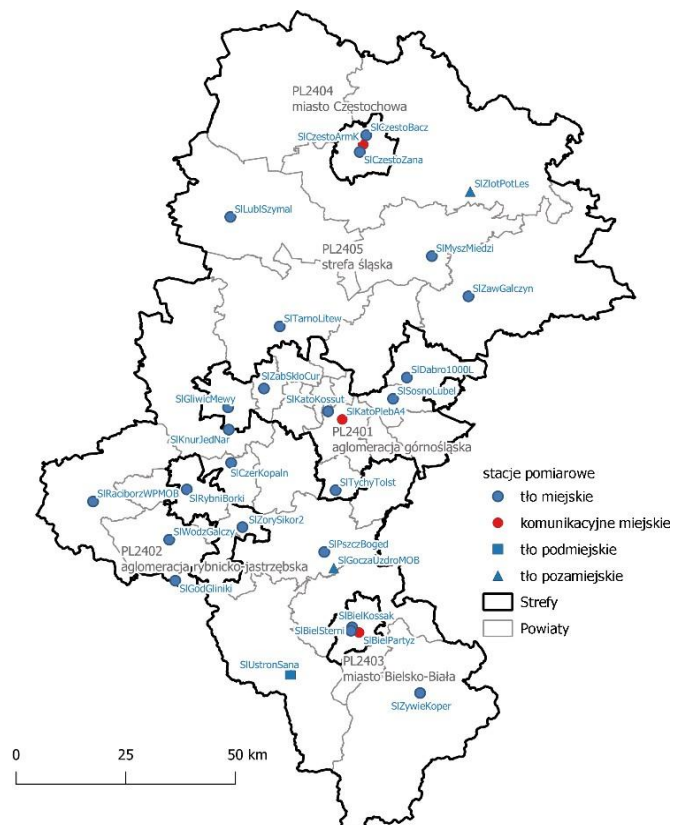 PL2404
miasto Częstochowa
SlCzestoBacz
SlCzestoArmK
SlCzestoZana
SlZlotPotLes
SlLublSzymal
PL2405
strefa śląska
SlMyszMiedzi
SlZawGalczyn
SlTarnoLitew
SlDabro1000L
SlZabSkloCur
SlSosnoLubel
SlGliwicMewy
SlKatoKossut
SlKatoPlebA4
PL2401
aglomeracja górnośląska
SlKnurJedNar
SlCzerKopaln
SlTychyTolst
SlRaciborzWPMOB
SlRybniBorki
SlZorySikor2
SlWodzGalczy
PL2402
aglomeracja rybnicko-jastrzębska
SlPszczBoged
SlGoczaUzdroMOB
SlGodGliniki
SlBielKossak
SlBielSterni
SlBielPartyz
PL2403
miasto Bielsko-Biała
SlUstronSana
SlZywieKoper
stacje pomiarowe
tło miejskie
komunikacyjne miejskie
tło podmiejskie
tło pozamiejskie
Strefy
Powiaty
0 25 50 km